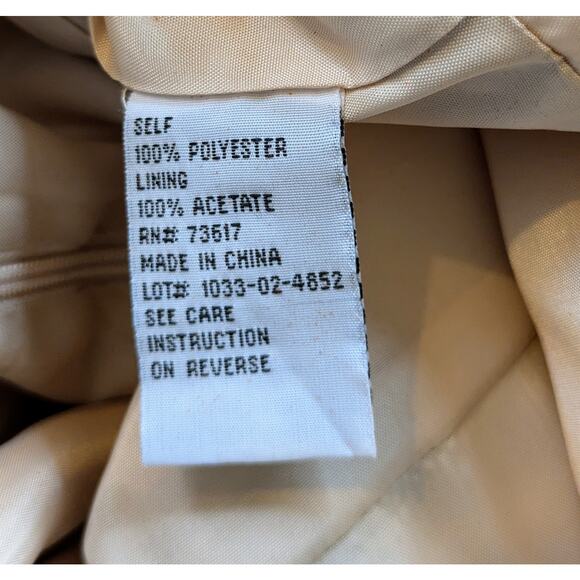 SELF
100% POLYESTER
LINING
100% ACETATE
RN#: 73617
MADE IN CHINA
LOT#: 1033-02-4852
SEE CARE
INSTRUCTION
ON REVERSE